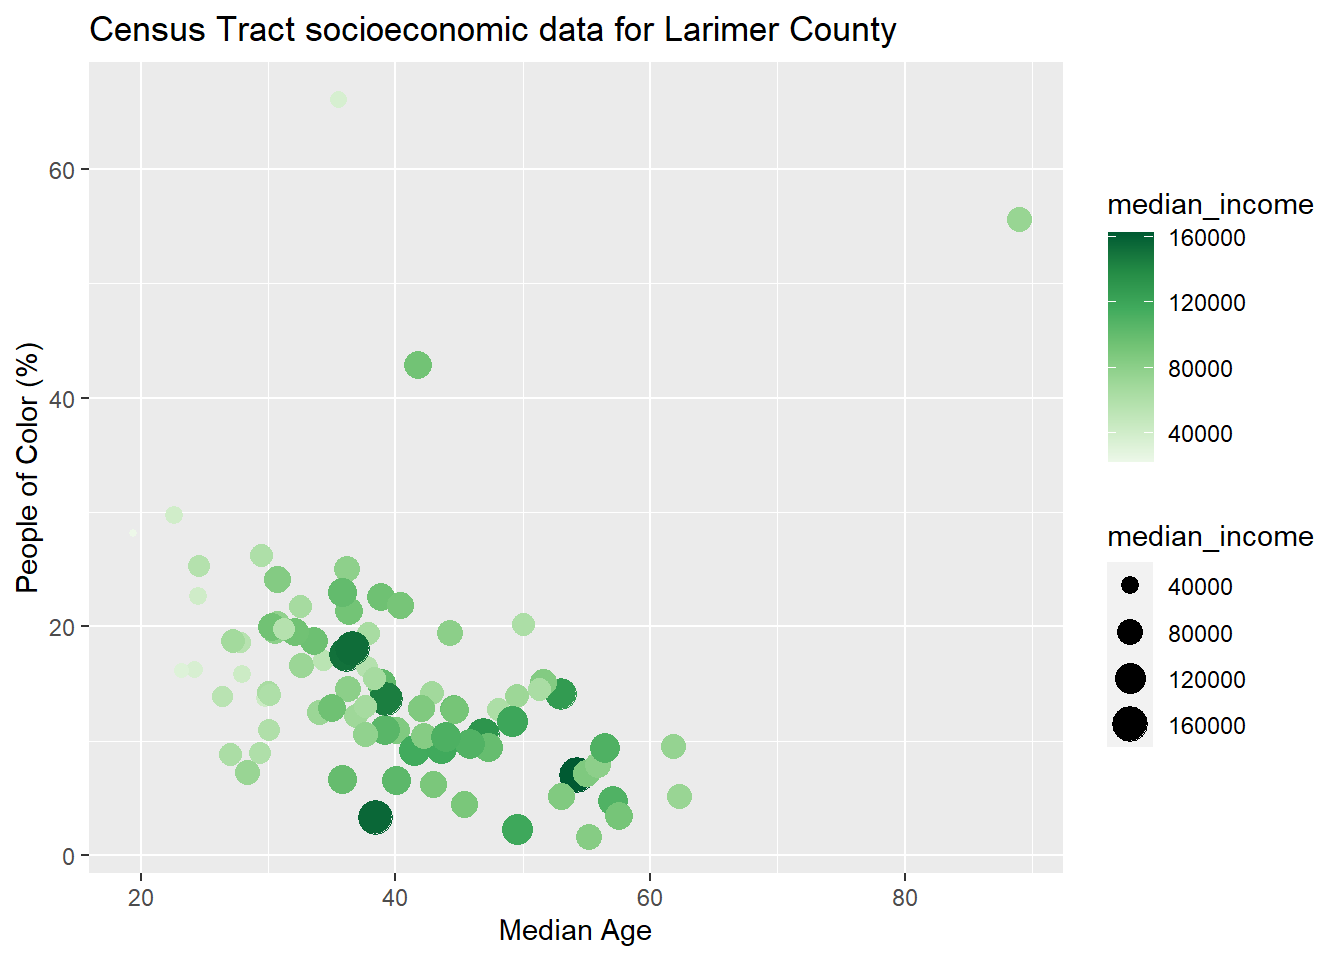 Census Tract socioeconomic data for Larimer County
People of Color (%)
60
40
20
0
20 40 60 80
Median Age
median_income
160000
120000
80000
40000
median_income
40000
80000
120000
160000